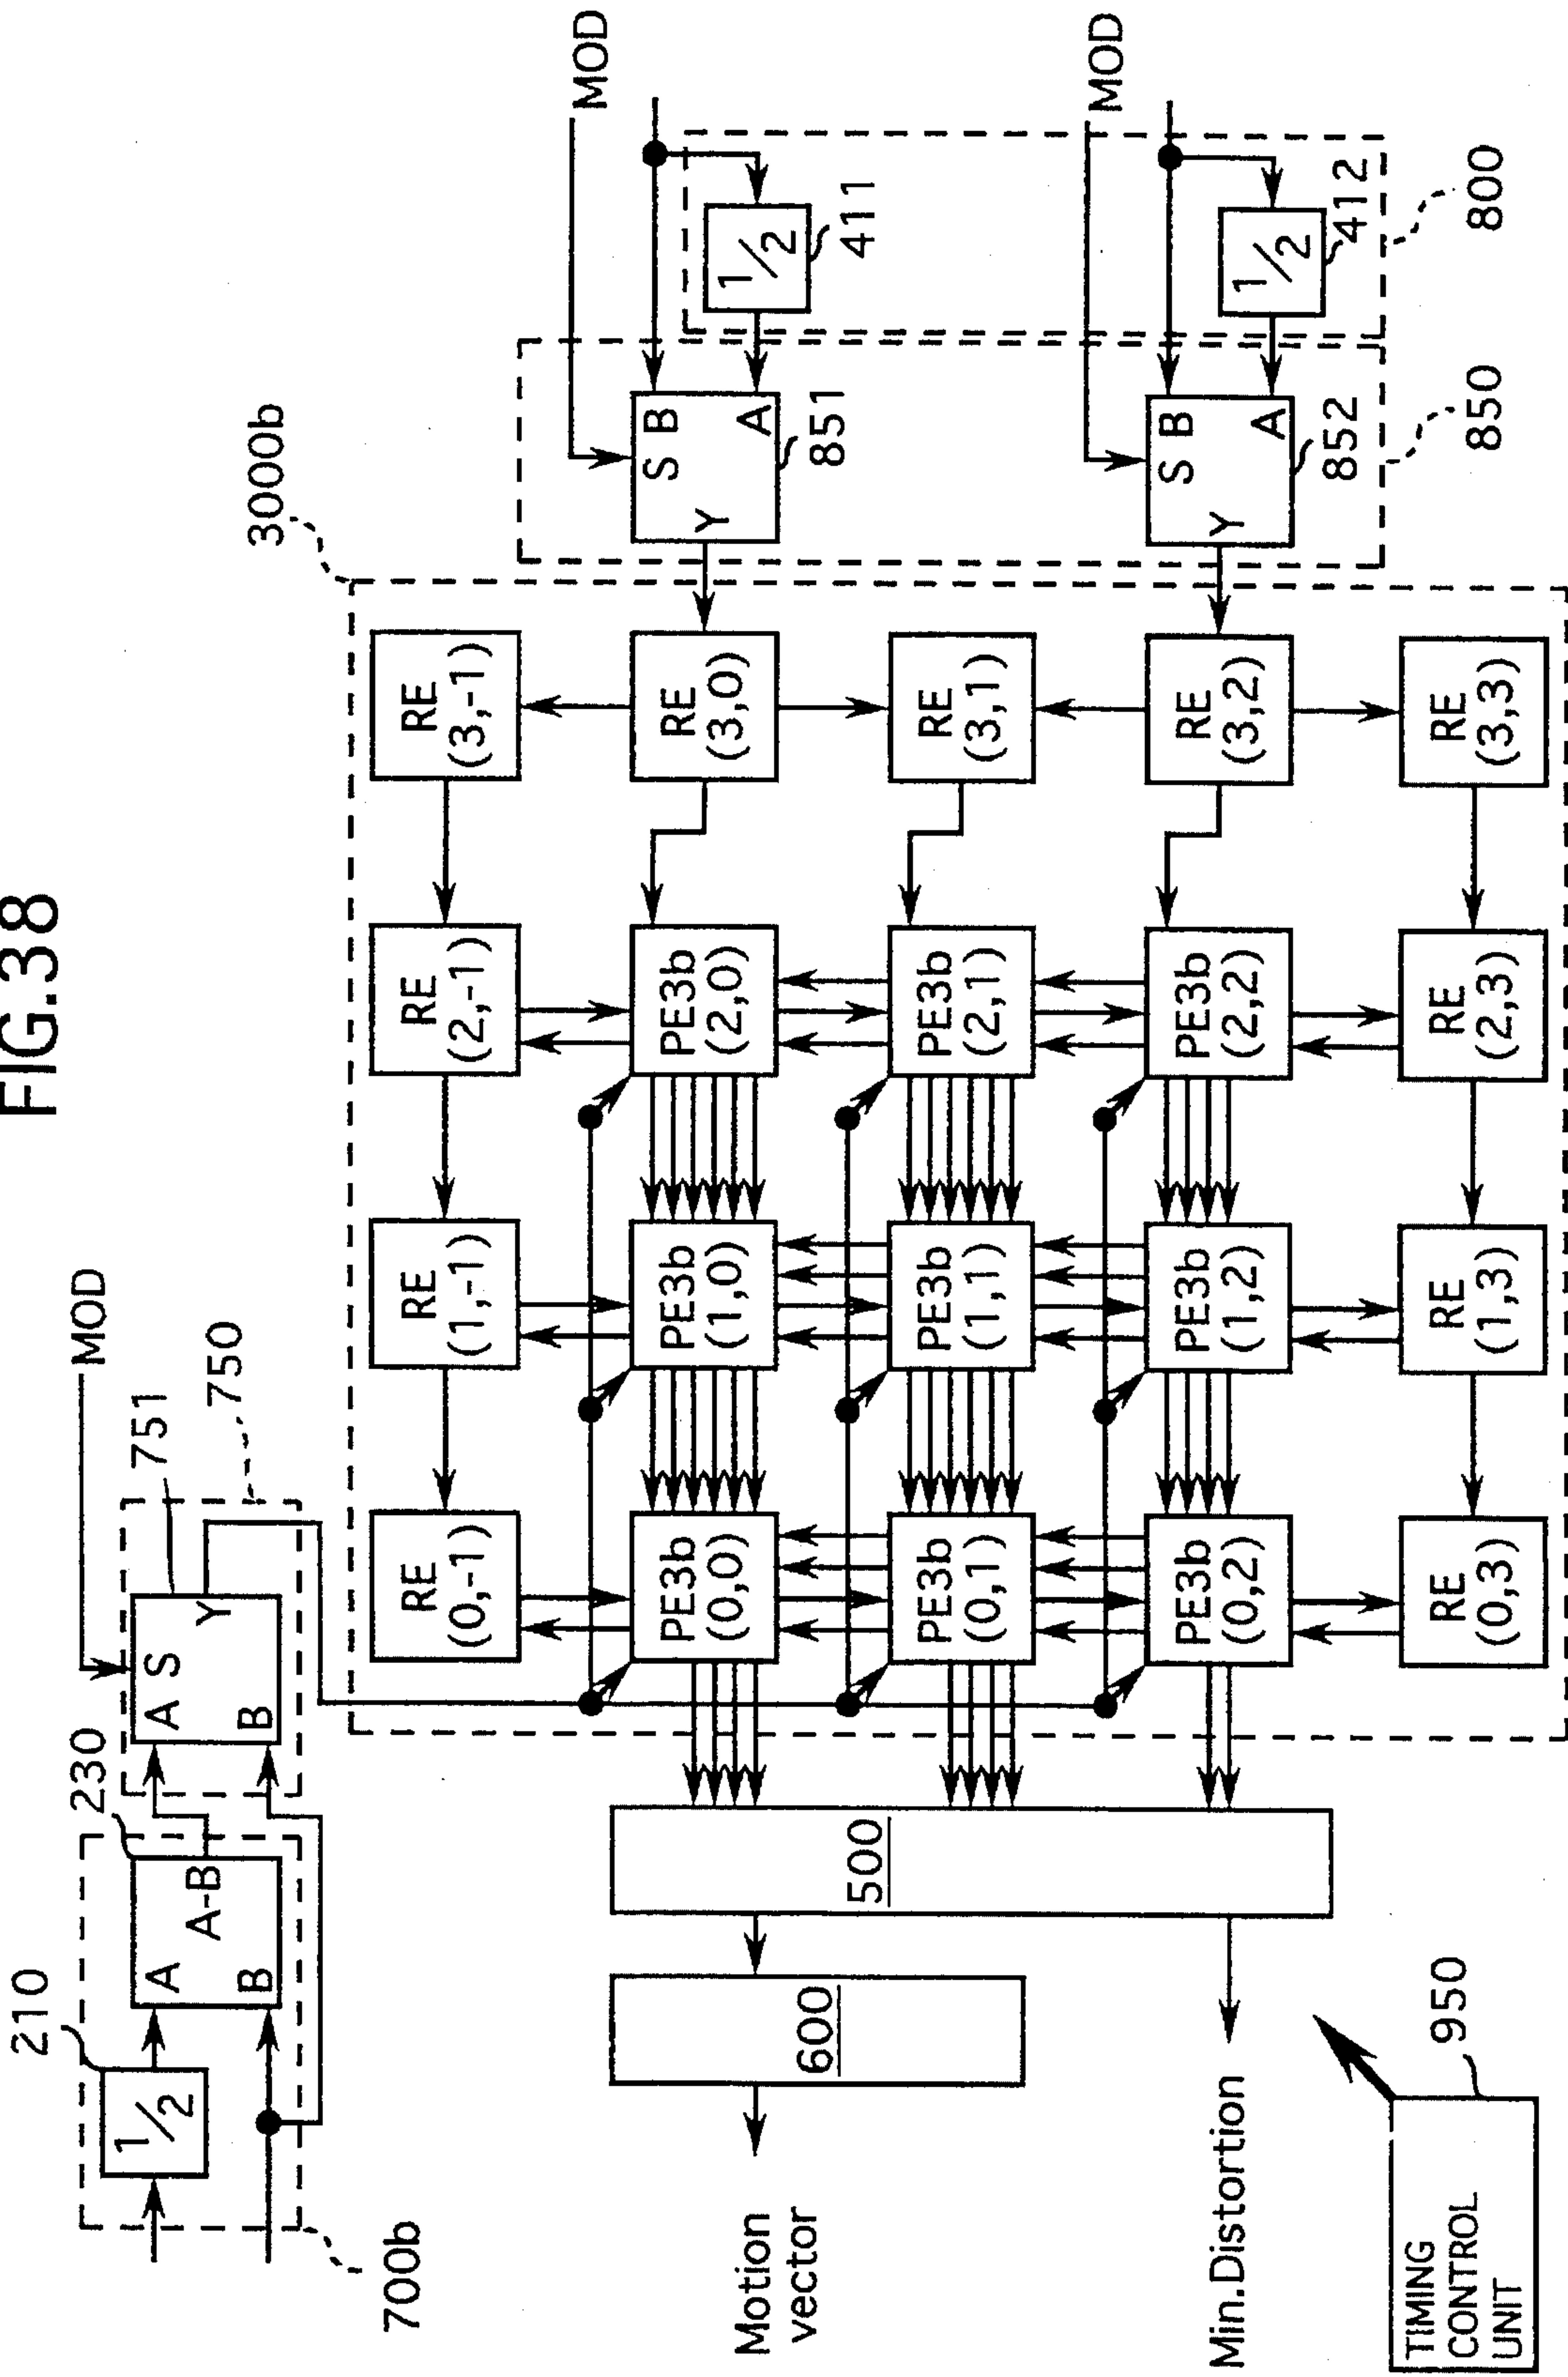 FIG.38
210
1/2
A
A-B
B
230
A S
B
Y
751
750
MOD
700b
3000b
RE
(0,-1)
RE
(1,-1)
RE
(2,-1)
RE
(3,-1)
PE3b
(0,0)
PE3b
(1,0)
PE3b
(2,0)
RE
(3,0)
PE3b
(0,1)
PE3b
(1,1)
PE3b
(2,1)
RE
(3,1)
PE3b
(0,2)
PE3b
(1,2)
PE3b
(2,2)
RE
(3,2)
RE
(0,3)
RE
(1,3)
RE
(2,3)
RE
(3,3)
MOD
S B
Y
A
851
1/2
411
MOD
S B
Y
A
852
1/2
412
850
800
500
600
Motion
vector
Min.Distortion
TIMING
CONTROL
UNIT
950